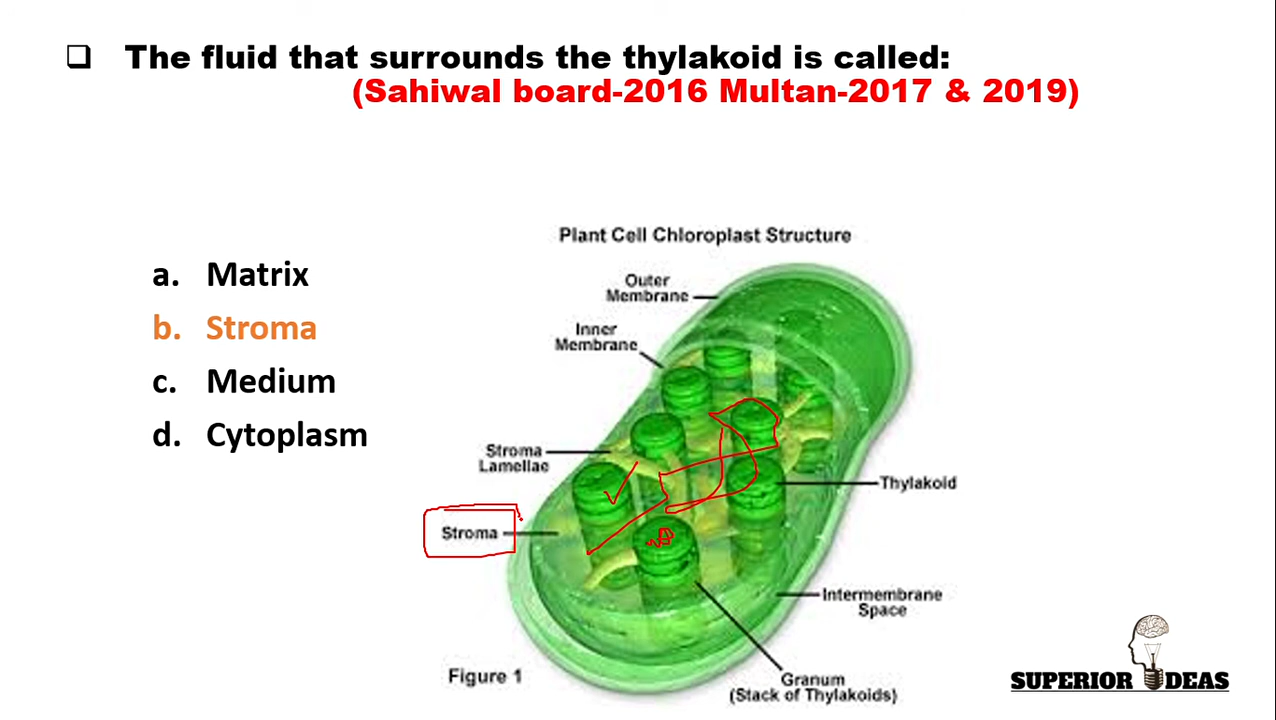 ❑ The fluid that surrounds the thylakoid is called:
(Sahiwal board-2016 Multan-2017 & 2019)
a. Matrix
b. Stroma
c. Medium
d. Cytoplasm
Plant Cell Chloroplast Structure
Outer
Membrane
Inner
Membrane
Stroma
Lamellae
Stroma
Thylakoid
Intermembrane
Space
Granum
(Stack of Thylakoids)
Figure 1
SUPERIOR IDEAS